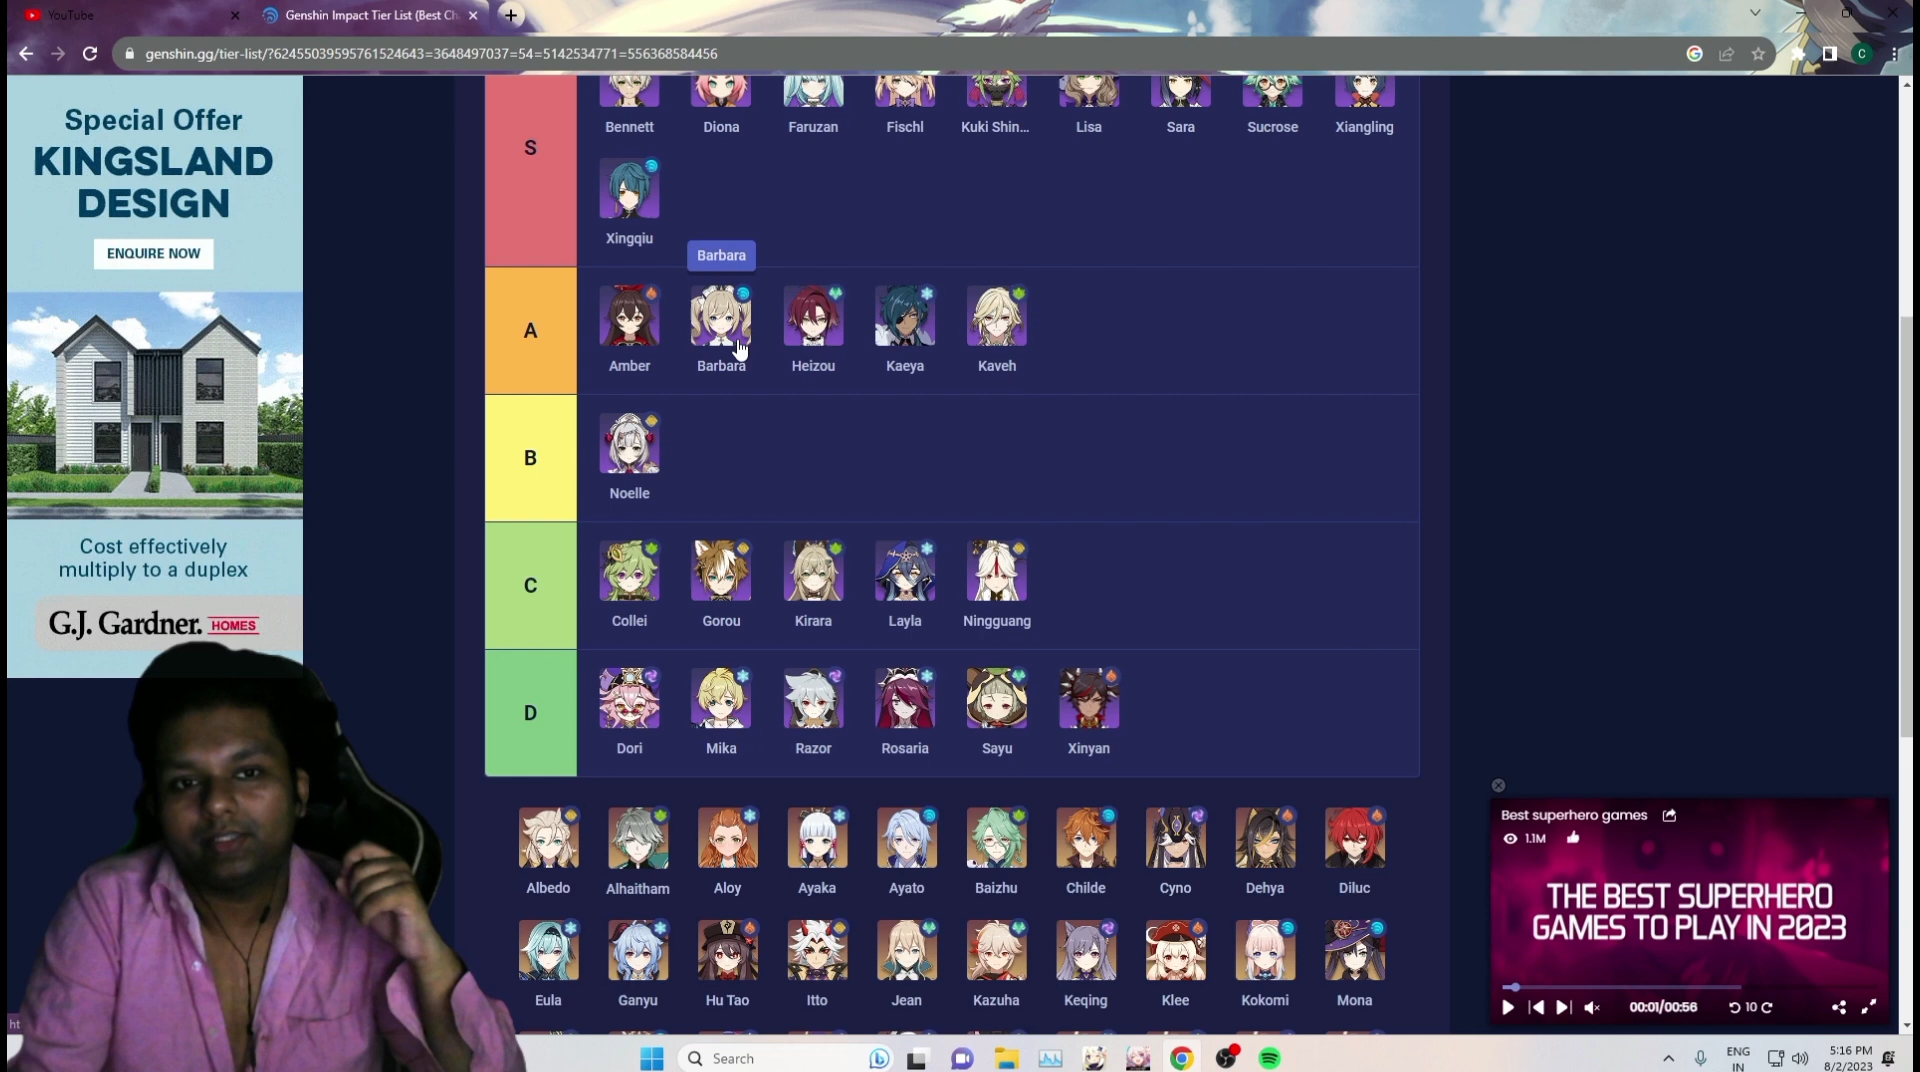 YouTube
Genshin Impact Tier List (Best Ch
genshin.gg/tier-list/?624550395957615​24643=3648497037=54=5142534771=556368584456
C
Special Offer
KINGSLAND
DESIGN
ENQUIRE NOW
Cost effectively
multiply to a duplex
G.J. Gardner. HOMES
S
Bennett Diona Faruzan Fischl Kuki Shin... Lisa Sara Sucrose Xiangling
Xingqiu
Barbara
A
Amber Barbara Heizou Kaeya Kaveh
B
Noelle
C
Collei Gorou Kirara Layla Ningguang
D
Dori Mika Razor Rosaria Sayu Xinyan
Albedo Alhaitham Aloy Ayaka Ayato Baizhu Childe Cyno Dehya Diluc
Eula Ganyu Hu Tao Itto Jean Kazuha Keqing Klee Kokomi Mona
Best superhero games
1.1M
THE BEST SUPERHERO
GAMES TO PLAY IN 2023
00:01/00:56
10
ht
Search
ENG
IN
5:16 PM
8/2/2023